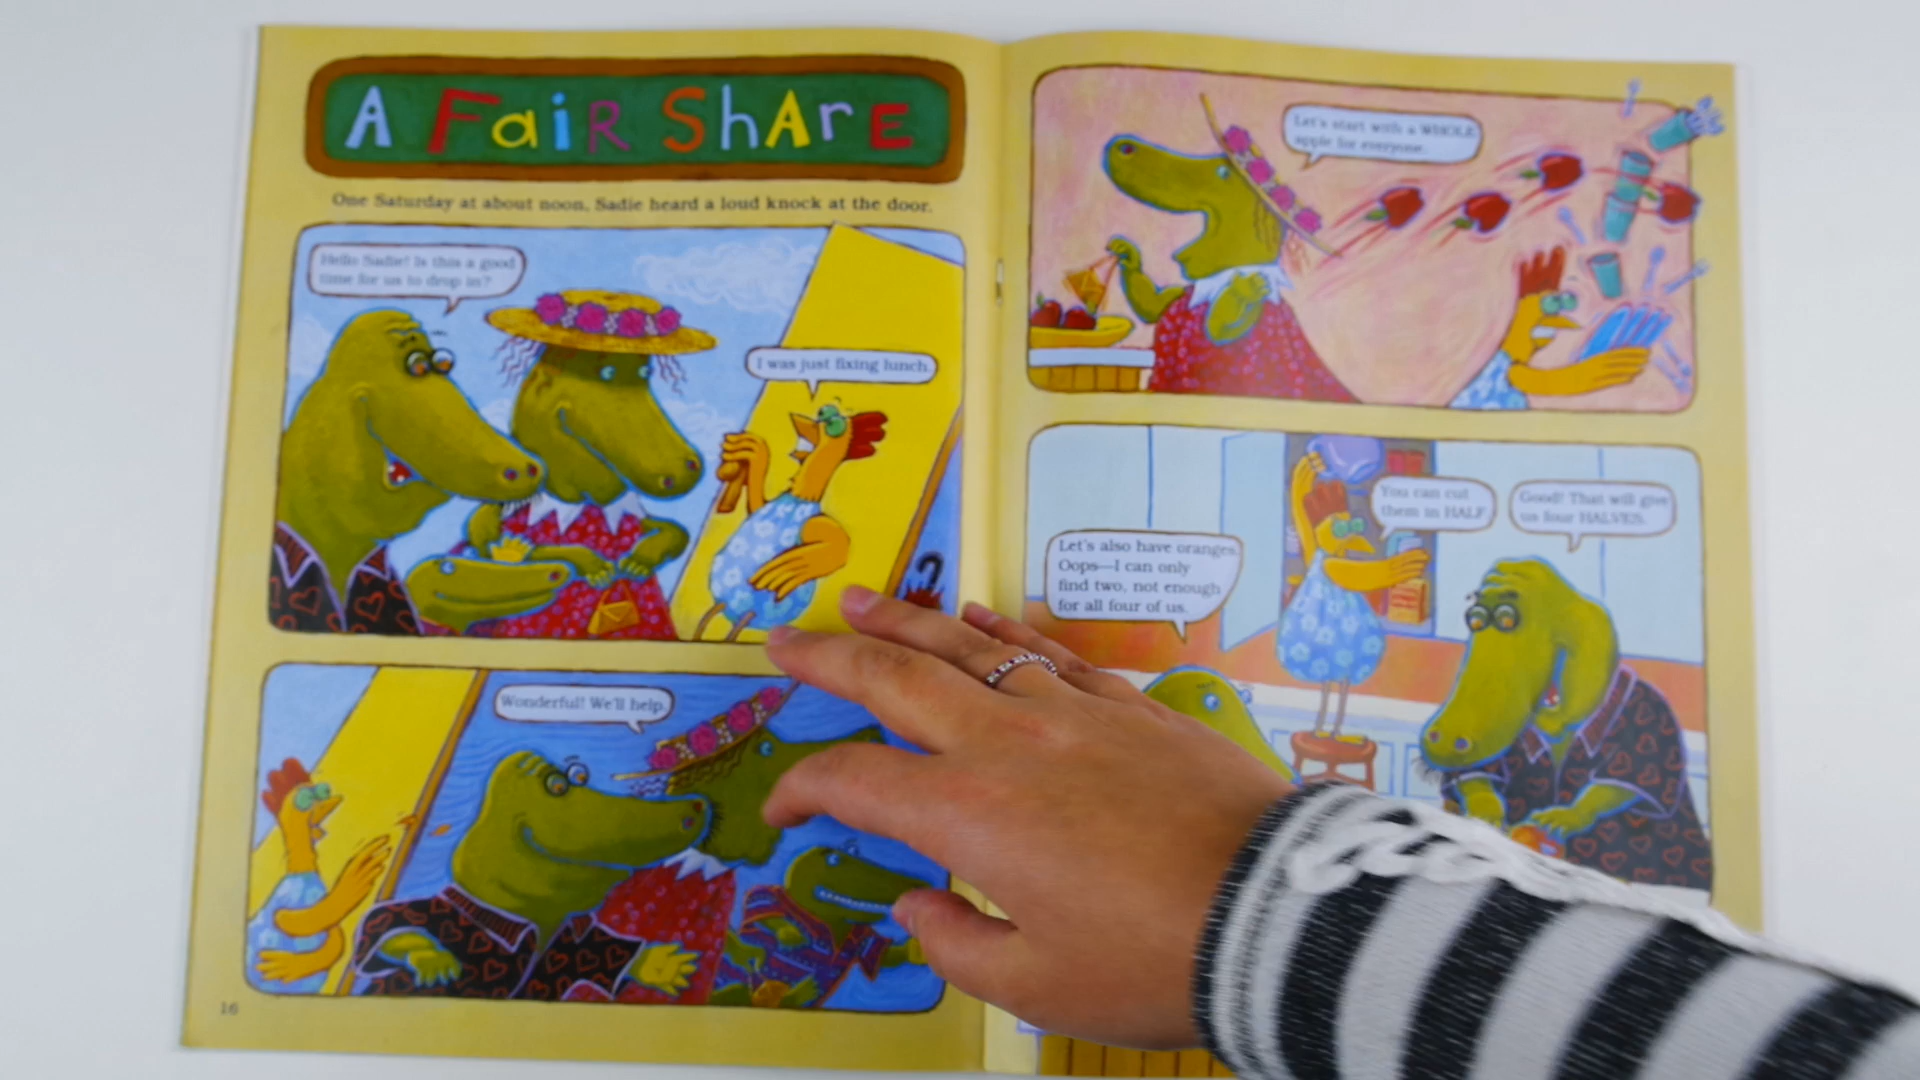 A FAiR SHArE
One Saturday at about noon, Sadie heard a loud knock at the door.
Hello Sadie! Is this a good
time for us to drop in?
I was just fixing lunch.
Wonderful! We'll help.
16
Let's start with a WHOLE
apple for everyone.
Let's also have oranges.
Oops—I can only
find two, not enough
for all four of us.
You can cut
them in HALF.
Good! That will give
us four HALVES.